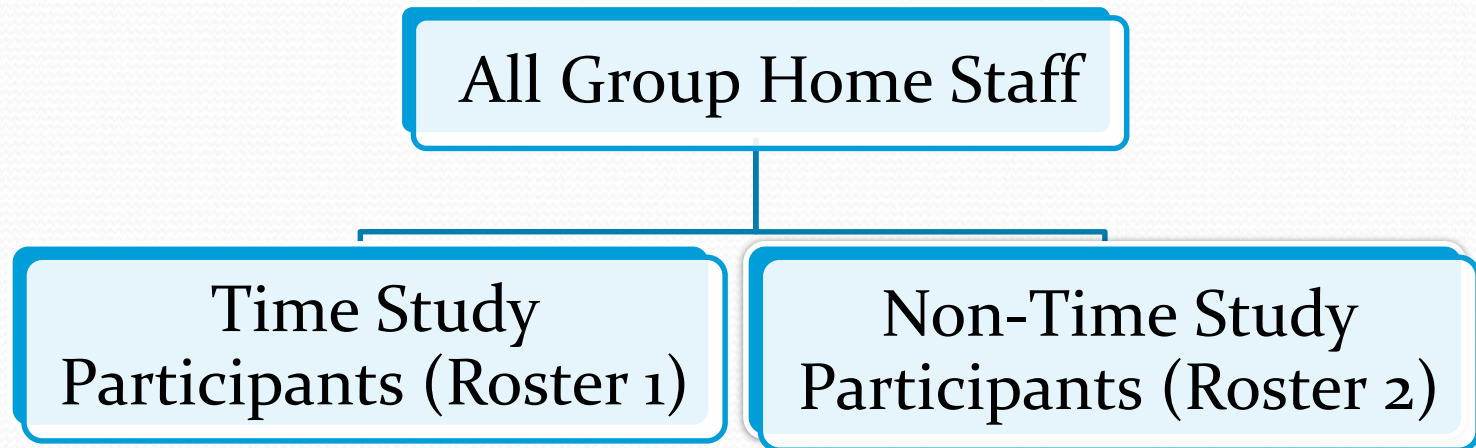 All Group Home Staff
Time Study
Participants (Roster 1)
Non-Time Study
Participants (Roster 2)